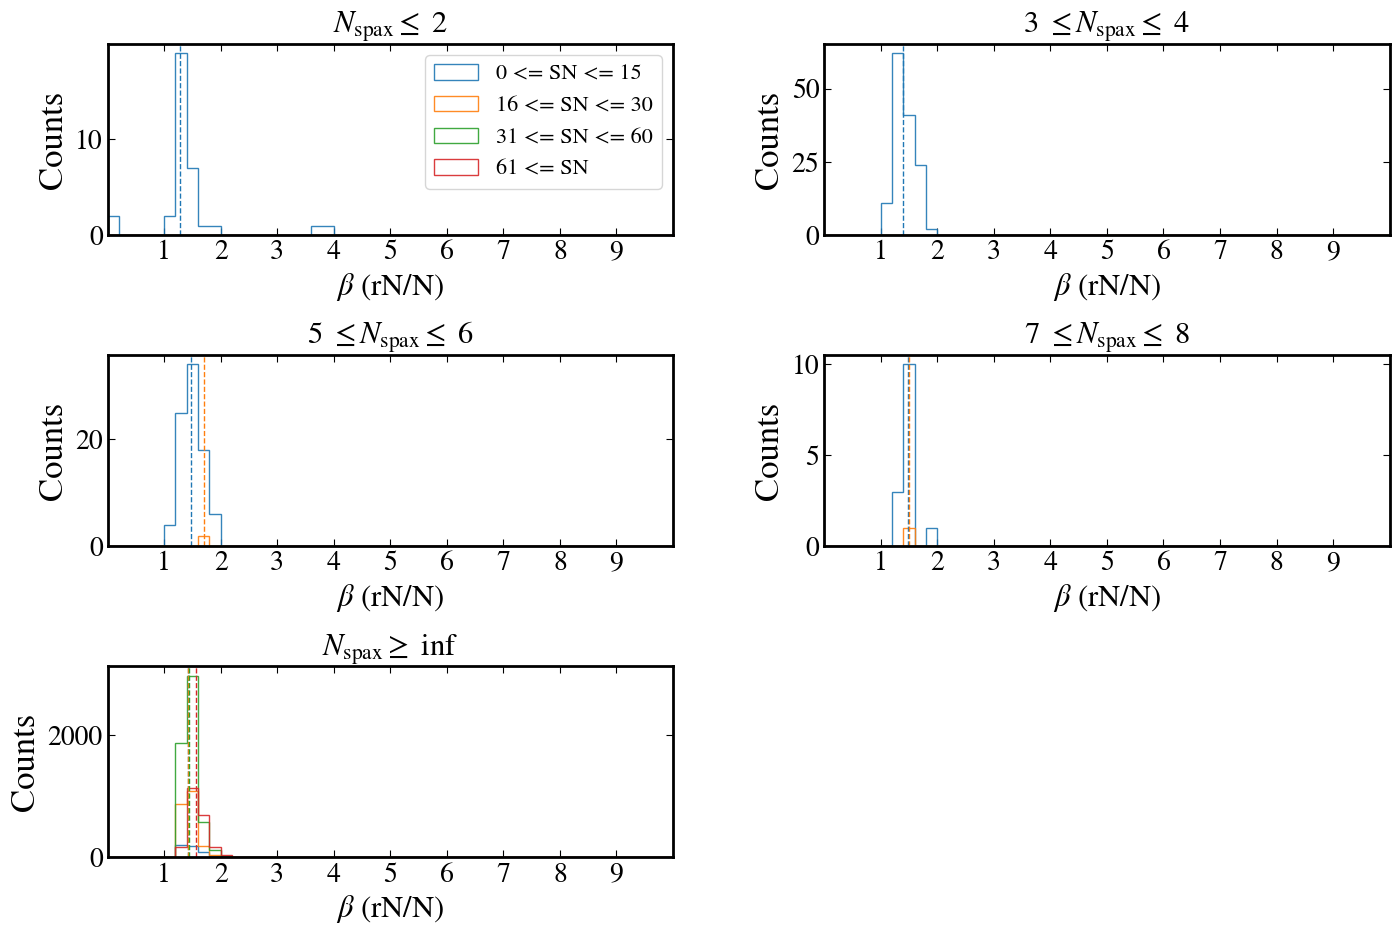 N_spax ≤ 2
Counts
10
0
0 <= SN <= 15
16 <= SN <= 30
31 <= SN <= 60
61 <= SN
1 2 3 4 5 6 7 8 9
β (rN/N)
3 ≤N_spax≤ 4
Counts
50
25
0
1 2 3 4 5 6 7 8 9
β (rN/N)
5 ≤N_spax≤ 6
Counts
20
0
1 2 3 4 5 6 7 8 9
β (rN/N)
7 ≤N_spax≤ 8
Counts
10
5
0
1 2 3 4 5 6 7 8 9
β (rN/N)
N_spax ≥ inf
Counts
2000
0
1 2 3 4 5 6 7 8 9
β (rN/N)